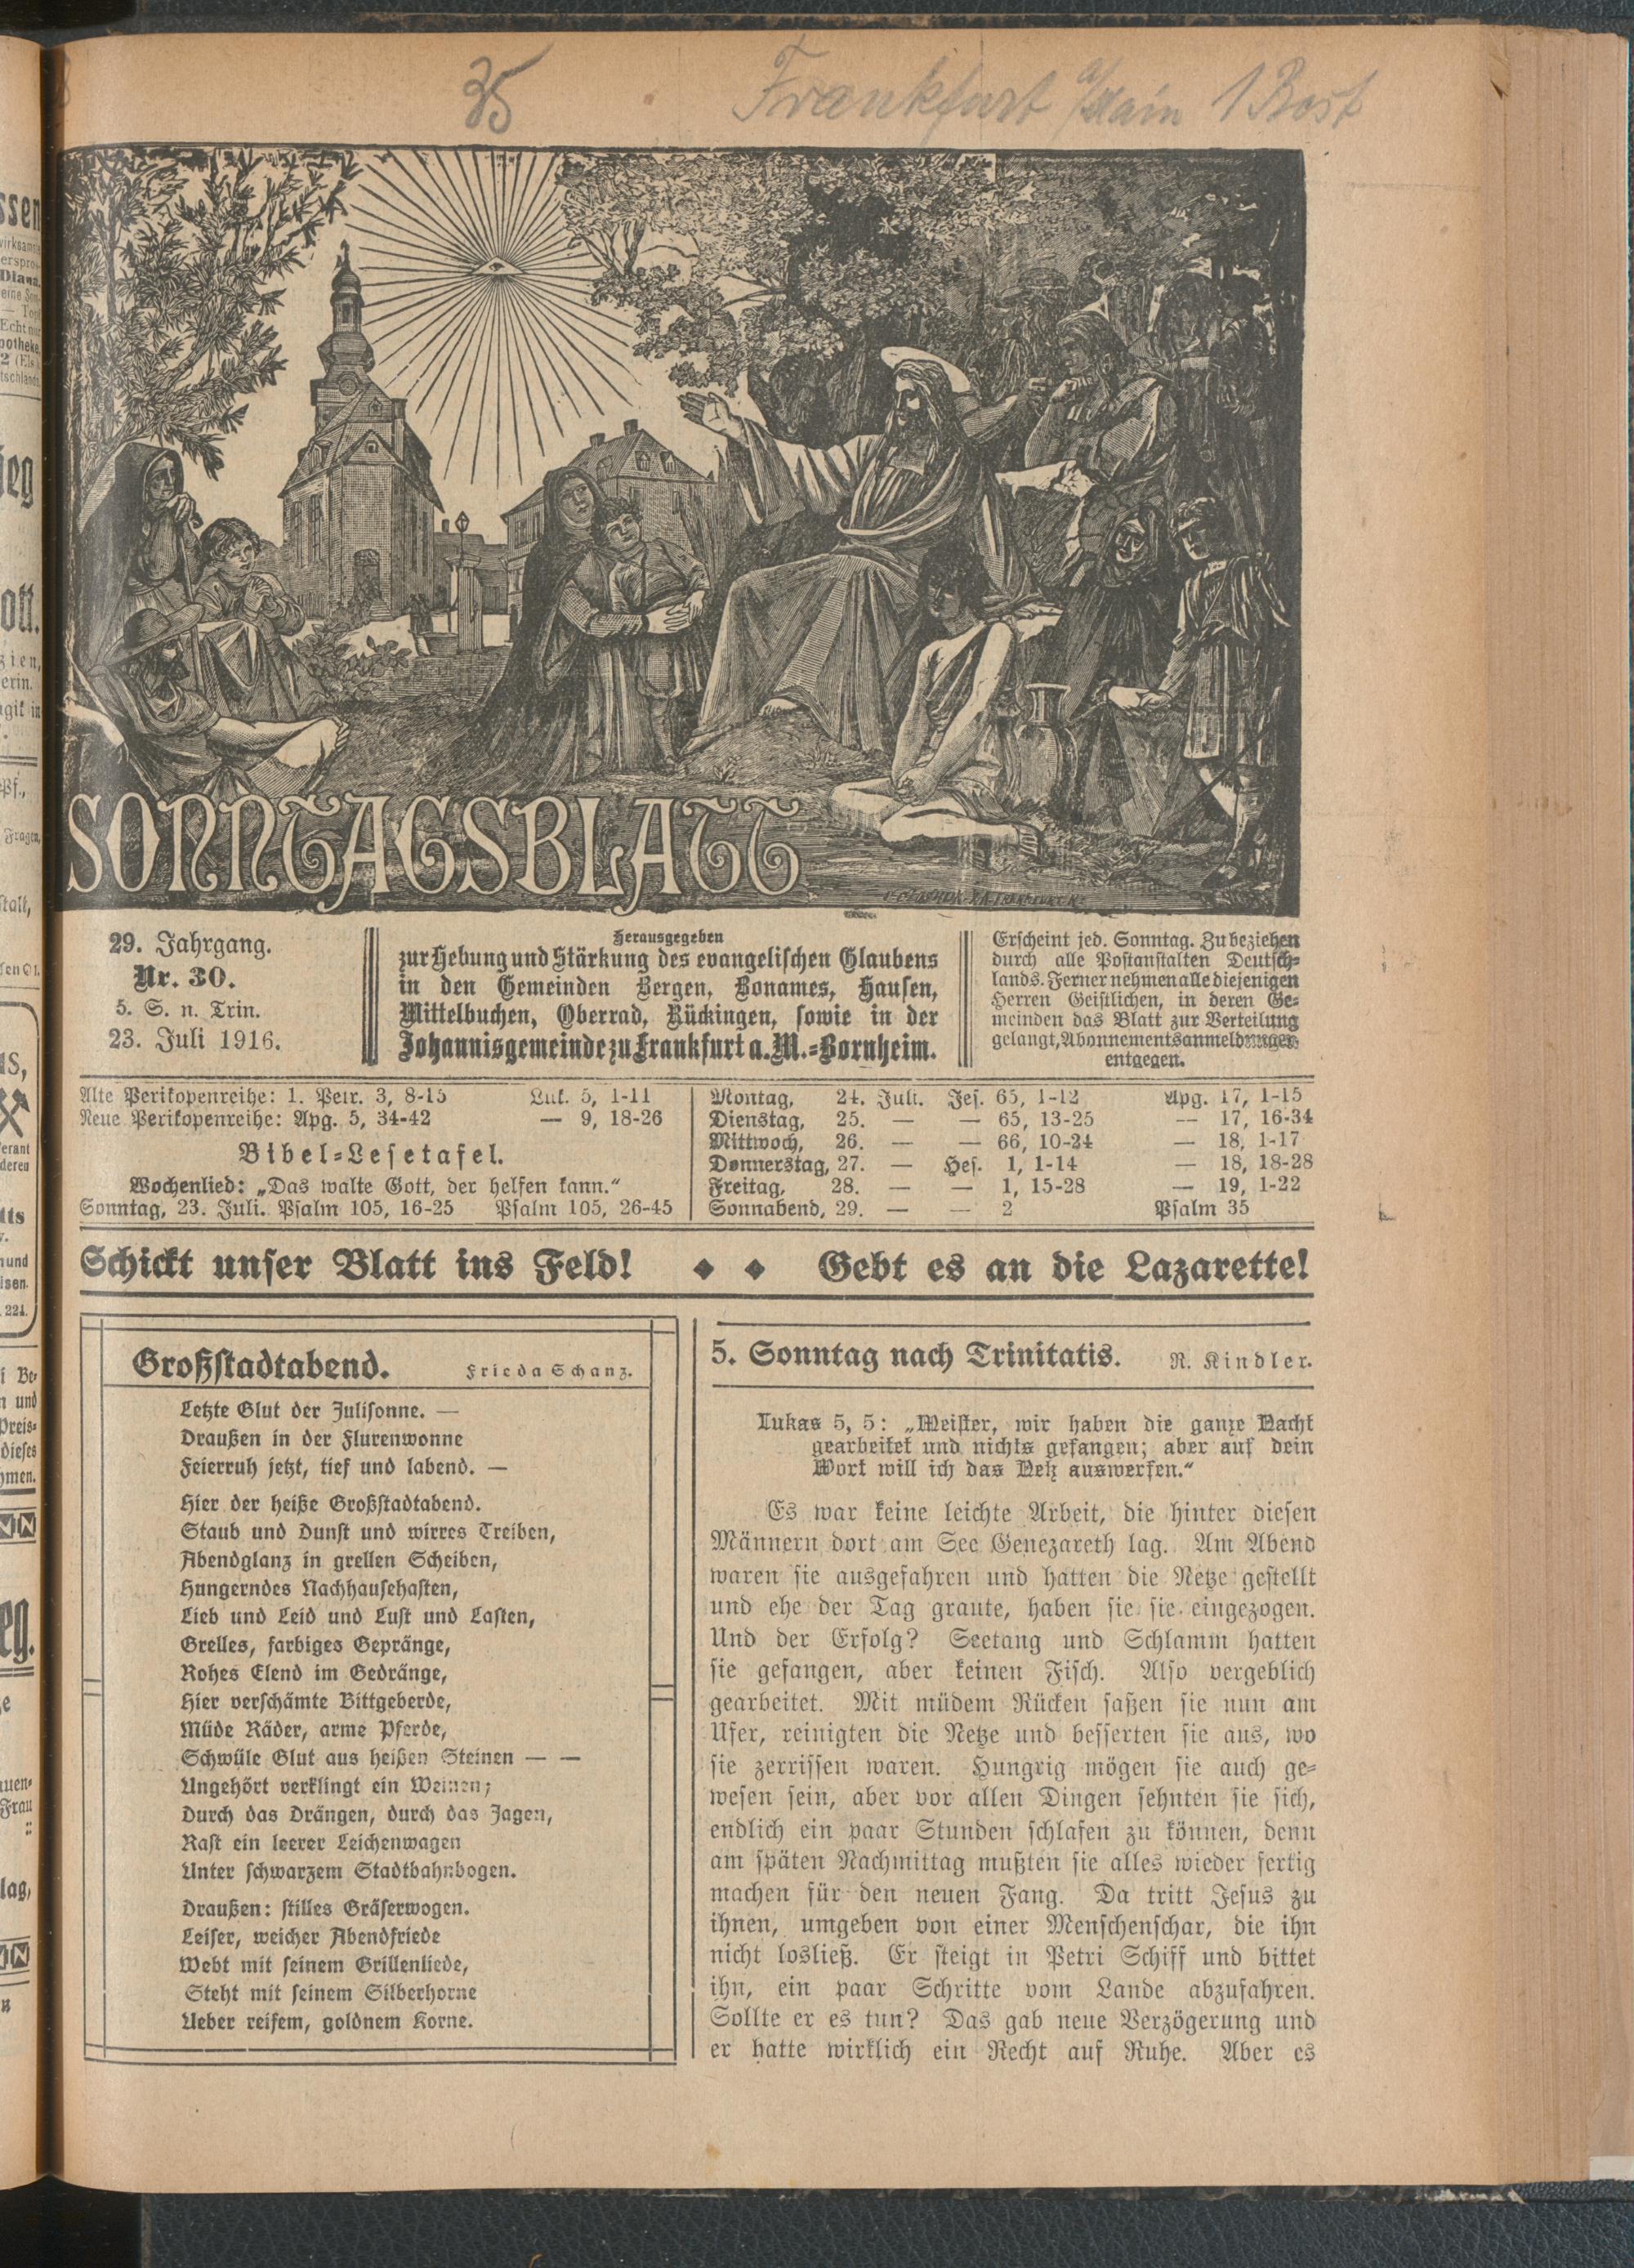 35
Frankfurt a/Main 1 Post
SONNTAGSBLATT
29. Jahrgang.
Nr. 30.
5. S. n. Trin.
23. Juli 1916.
Herausgegeben
zur Hebung und Stärkung des evangelischen Glaubens
in den Gemeinden Bergen, Bonames, Hausen,
Mittelbuchen, Oberrad, Rückingen, sowie in der
Johannisgemeinde zu Frankfurt a. M.=Bornheim.
Erscheint jed. Sonntag. Zu beziehen
durch alle Postanstalten Deutsch=
lands. Ferner nehmen alle diejenigen
Herren Geistlichen, in deren Ge=
meinden das Blatt zur Verteilung
gelangt, Abonnementsanmeldungen
entgegen.
Alte Perikopenreihe: 1. Petr. 3, 8-15 Luk. 5, 1-11
Neue Perikopenreihe: Apg. 5, 34-42 — 9, 18-26
Bibel=Lesetafel.
Wochenlied: „Das walte Gott, der helfen kann.“
Sonntag, 23. Juli. Psalm 105, 16-25 Psalm 105, 26-45
Montag, 24. Juli. Jes. 65, 1-12 Apg. 17, 1-15
Dienstag, 25. — — 65, 13-25 — 17, 16-34
Mittwoch, 26. — — 66, 10-24 — 18, 1-17
Donnerstag, 27. — Hes. 1, 1-14 — 18, 18-28
Freitag, 28. — — 1, 15-28 — 19, 1-22
Sonnabend, 29. — — 2 Psalm 35
Schickt unser Blatt ins Feld! ◆ ◆ Gebt es an die Lazarette!
Großstadtabend. Frieda Schanz.
Letzte Glut der Julisonne. —
Draußen in der Flurenwonne
Feierruh jetzt, tief und labend. —
Hier der heiße Großstadtabend.
Staub und Dunst und wirres Treiben,
Abendglanz in grellen Scheiben,
Hungerndes Nachhausehasten,
Lieb und Leid und Lust und Lasten,
Grelles, farbiges Gepränge,
Rohes Elend im Gedränge,
Hier verschämte Bittgeberde,
Müde Räder, arme Pferde,
Schwüle Glut aus heißen Steinen — —
Ungehört verklingt ein Weinen;
Durch das Drängen, durch das Jagen,
Rast ein leerer Leichenwagen
Unter schwarzem Stadtbahnbogen.
Draußen: stilles Gräserwogen.
Leiser, weicher Abendfriede
Webt mit seinem Grillenliede,
Steht mit seinem Silberhorne
Ueber reifem, goldnem Korne.
5. Sonntag nach Trinitatis. R. Kindler.
Lukas 5, 5: „Meister, wir haben die ganze Nacht
gearbeitet und nichts gefangen; aber auf dein
Wort will ich das Netz auswerfen.“
Es war keine leichte Arbeit, die hinter diesen
Männern dort am See Genezareth lag. Am Abend
waren sie ausgefahren und hatten die Netze gestellt
und ehe der Tag graute, haben sie sie eingezogen.
Und der Erfolg? Seetang und Schlamm hatten
sie gefangen, aber keinen Fisch. Also vergeblich
gearbeitet. Mit müdem Rücken saßen sie nun am
Ufer, reinigten die Netze und besserten sie aus, wo
sie zerrissen waren. Hungrig mögen sie auch ge=
wesen sein, aber vor allen Dingen sehnten sie sich,
endlich ein paar Stunden schlafen zu können, denn
am späten Nachmittag mußten sie alles wieder fertig
machen für den neuen Fang. Da tritt Jesus zu
ihnen, umgeben von einer Menschenschar, die ihn
nicht losließ. Er steigt in Petri Schiff und bittet
ihn, ein paar Schritte vom Lande abzufahren.
Sollte er es tun? Das gab neue Verzögerung und
er hatte wirklich ein Recht auf Ruhe. Aber es